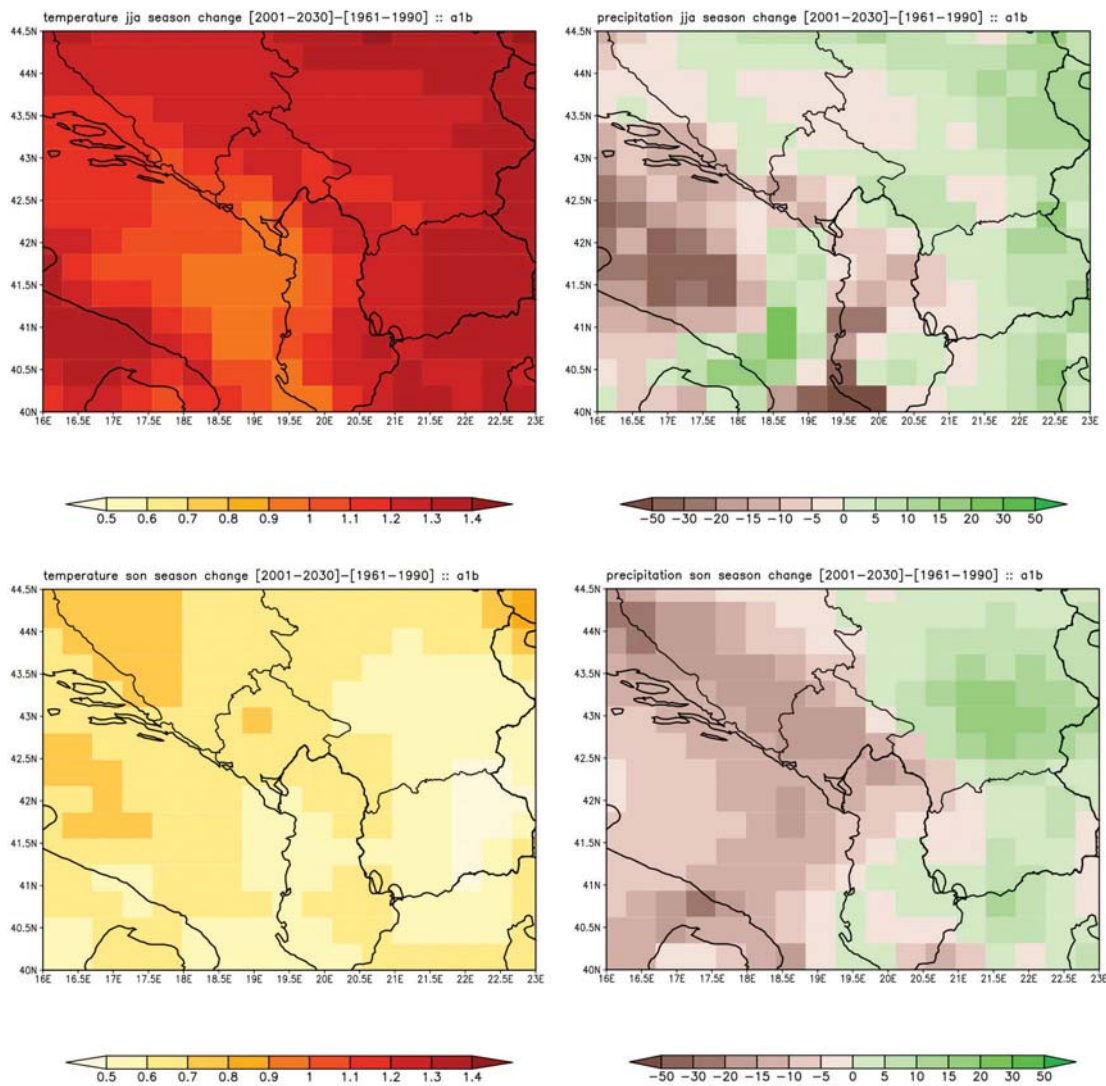 temperature jja season change [2001-2030]-[1961-1990] :: a1b
44.5N
44N
43.5N
43N
42.5N
42N
41.5N
41N
40.5N
40N
16E 16.5E 17E 17.5E 18E 18.5E 19E 19.5E 20E 20.5E 21E 21.5E 22E 22.5E 23E
0.5 0.6 0.7 0.8 0.9 1 1.1 1.2 1.3 1.4
precipitation jja season change [2001-2030]-[1961-1990] :: a1b
44.5N
44N
43.5N
43N
42.5N
42N
41.5N
41N
40.5N
40N
16E 16.5E 17E 17.5E 18E 18.5E 19E 19.5E 20E 20.5E 21E 21.5E 22E 22.5E 23E
-50 -30 -20 -15 -10 -5 0 5 10 15 20 30 50
temperature son season change [2001-2030]-[1961-1990] :: a1b
44.5N
44N
43.5N
43N
42.5N
42N
41.5N
41N
40.5N
40N
16E 16.5E 17E 17.5E 18E 18.5E 19E 19.5E 20E 20.5E 21E 21.5E 22E 22.5E 23E
0.5 0.6 0.7 0.8 0.9 1 1.1 1.2 1.3 1.4
precipitation son season change [2001-2030]-[1961-1990] :: a1b
44.5N
44N
43.5N
43N
42.5N
42N
41.5N
41N
40.5N
40N
16E 16.5E 17E 17.5E 18E 18.5E 19E 19.5E 20E 20.5E 21E 21.5E 22E 22.5E 23E
-50 -30 -20 -15 -10 -5 0 5 10 15 20 30 50